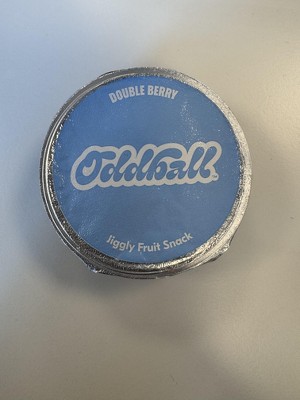 DOUBLE BERRY
Oddball
Jiggly Fruit Snack